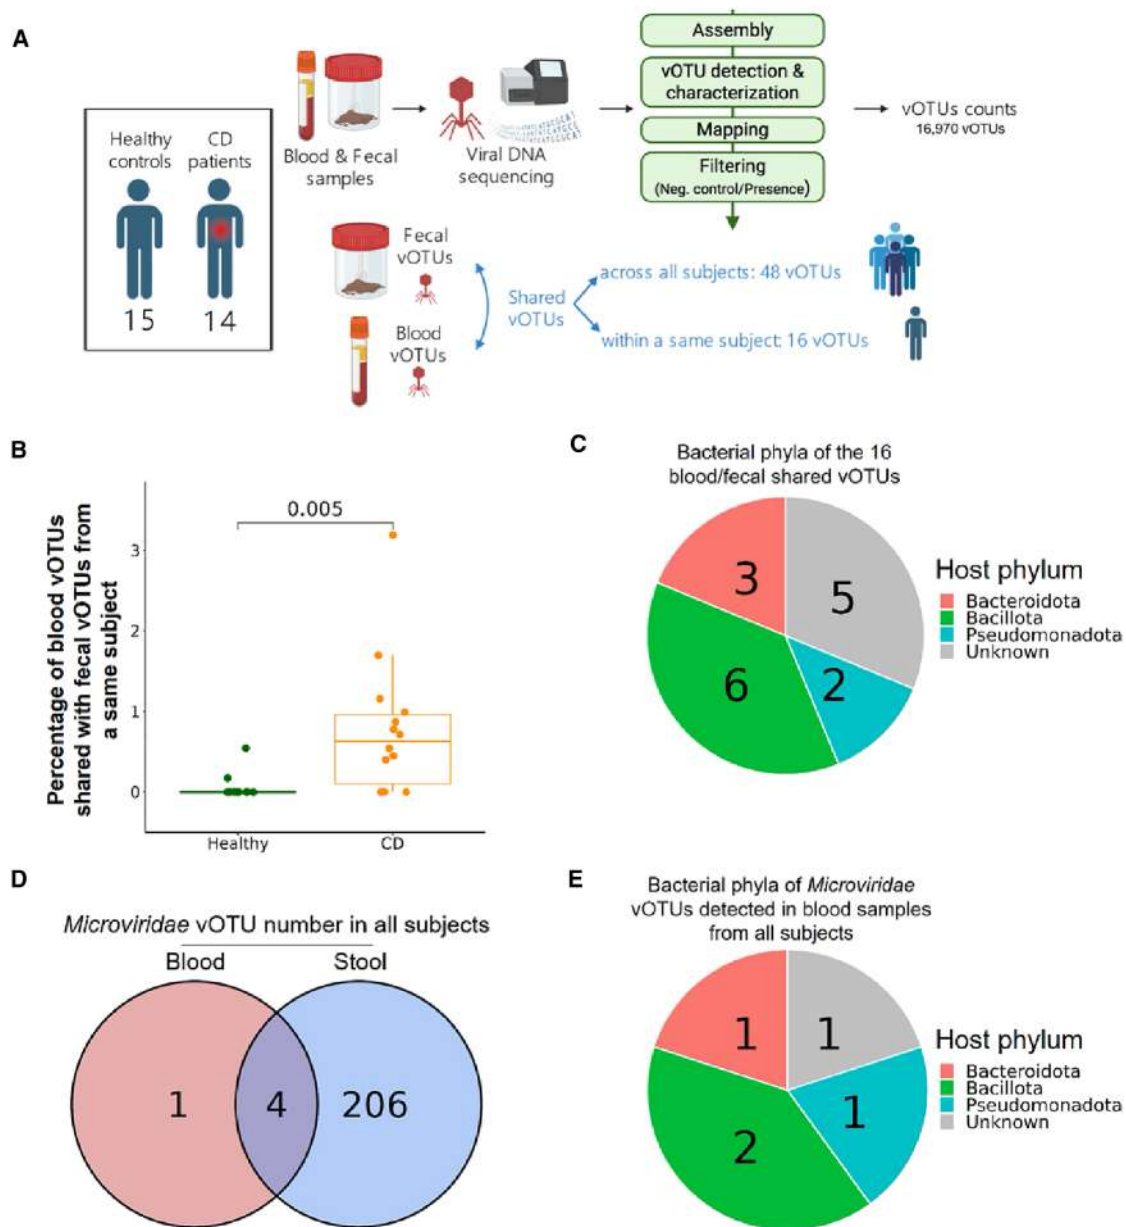 A
Healthy
controls
CD
patients
15
14
Blood & Fecal
samples
Viral DNA
sequencing
Assembly
vOTU detection &
characterization
Mapping
Filtering
(Neg. control/Presence)
vOTUs counts
16,970 vOTUs
Fecal
vOTUs
Blood
vOTUs
Shared
vOTUs
across all subjects: 48 vOTUs
within a same subject: 16 vOTUs
B
Percentage of blood vOTUs
shared with fecal vOTUs from
a same subject
3
2
1
0
0.005
Healthy
CD
C
Bacterial phyla of the 16
blood/fecal shared vOTUs
3
5
6
2
Host phylum
Bacteroidota
Bacillota
Pseudomonadota
Unknown
D
Microviridae vOTU number in all subjects
Blood
Stool
1
4
206
E
Bacterial phyla of Microviridae
vOTUs detected in blood samples
from all subjects
1
1
1
2
Host phylum
Bacteroidota
Bacillota
Pseudomonadota
Unknown